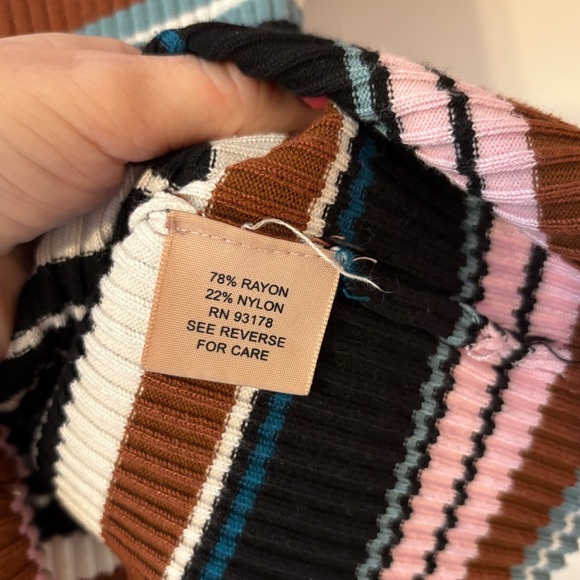 78% RAYON
22% NYLON
RN 93178
SEE REVERSE
FOR CARE